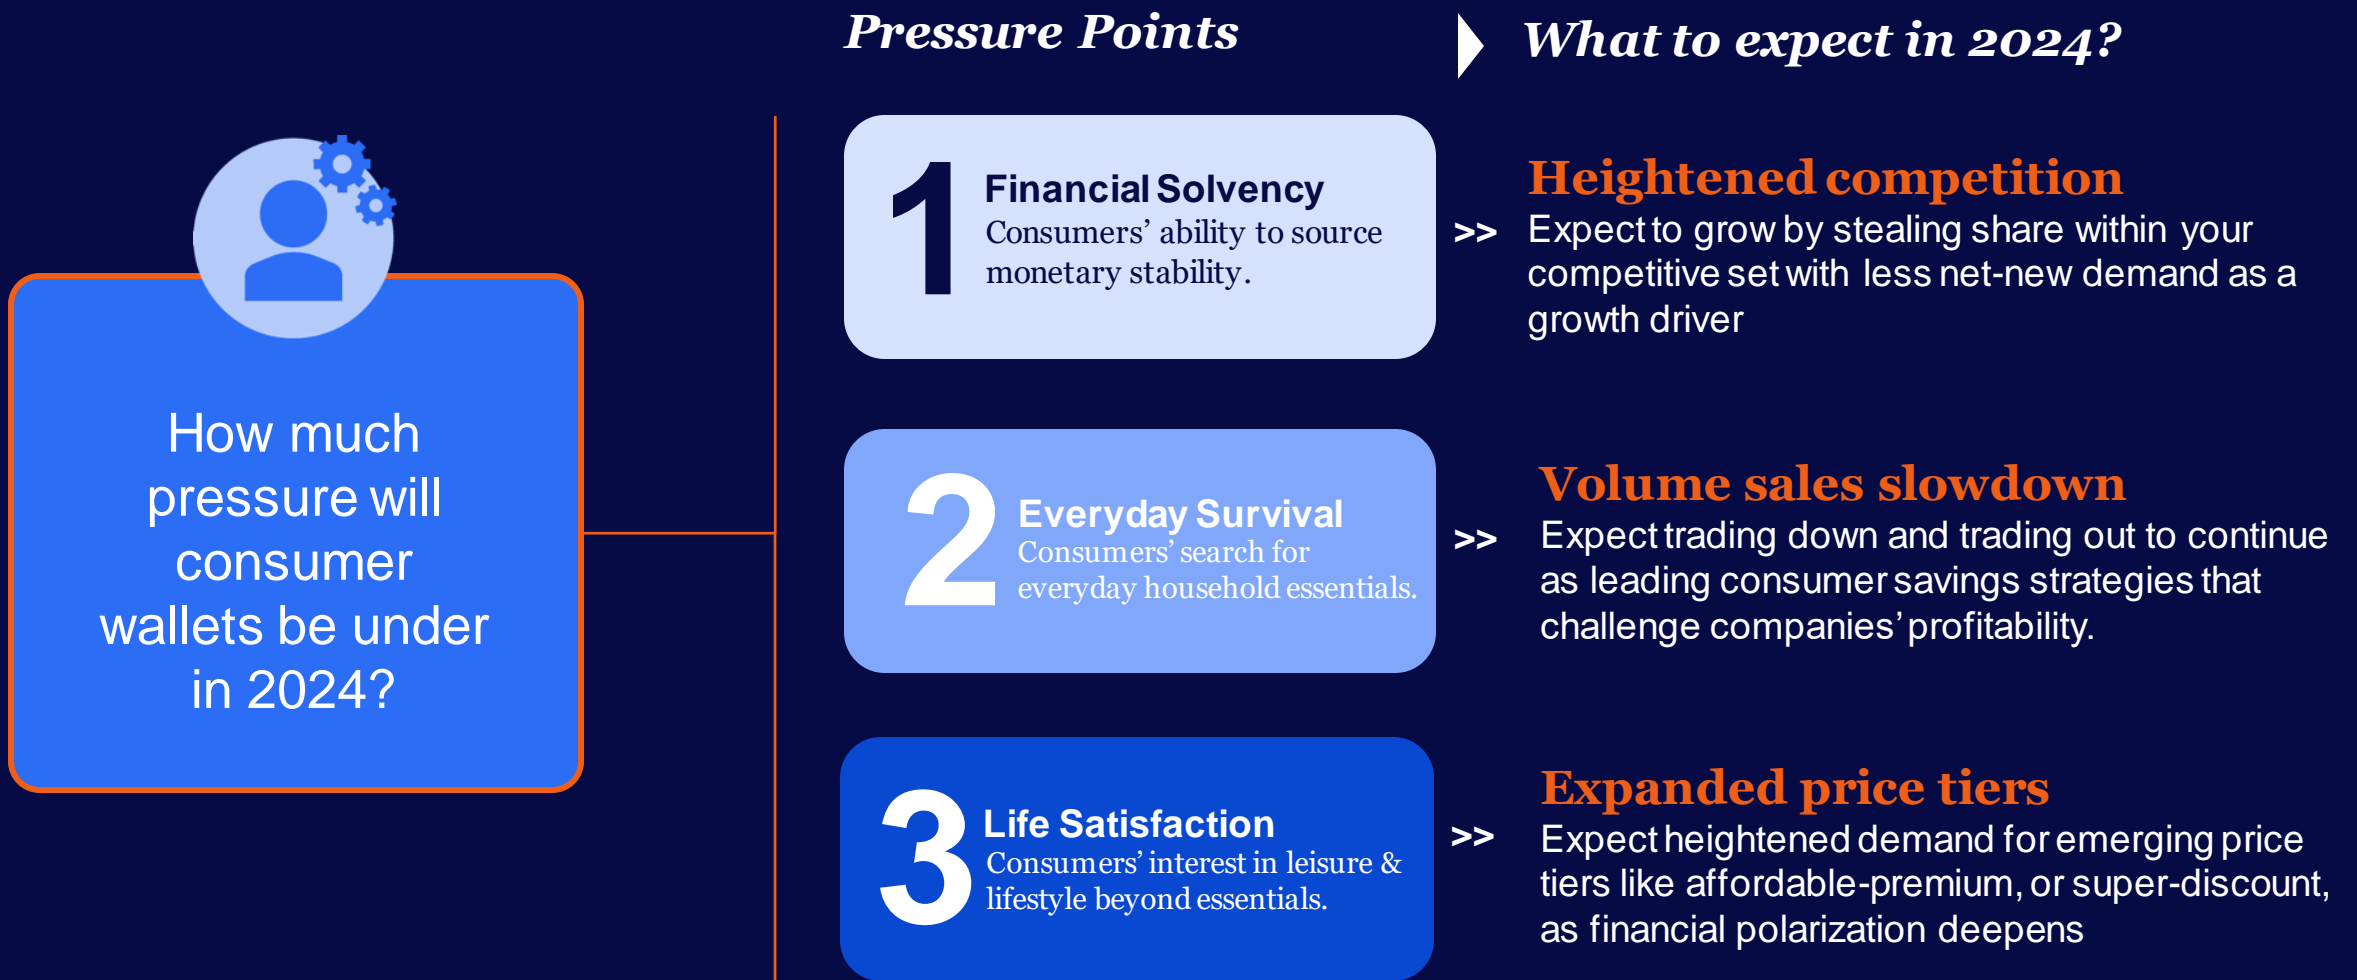 Pressure Points
What to expect in 2024?
How much
pressure will
consumer
wallets be under
in 2024?
1
Financial Solvency
Consumers’ ability to source
monetary stability.
>>
Heightened competition
Expect to grow by stealing share within your
competitive set with less net-new demand as a
growth driver
2
Everyday Survival
Consumers’ search for
everyday household essentials.
>>
Volume sales slowdown
Expect trading down and trading out to continue
as leading consumer savings strategies that
challenge companies’ profitability.
3
Life Satisfaction
Consumers’ interest in leisure &
lifestyle beyond essentials.
>>
Expanded price tiers
Expect heightened demand for emerging price
tiers like affordable-premium, or super-discount,
as financial polarization deepens